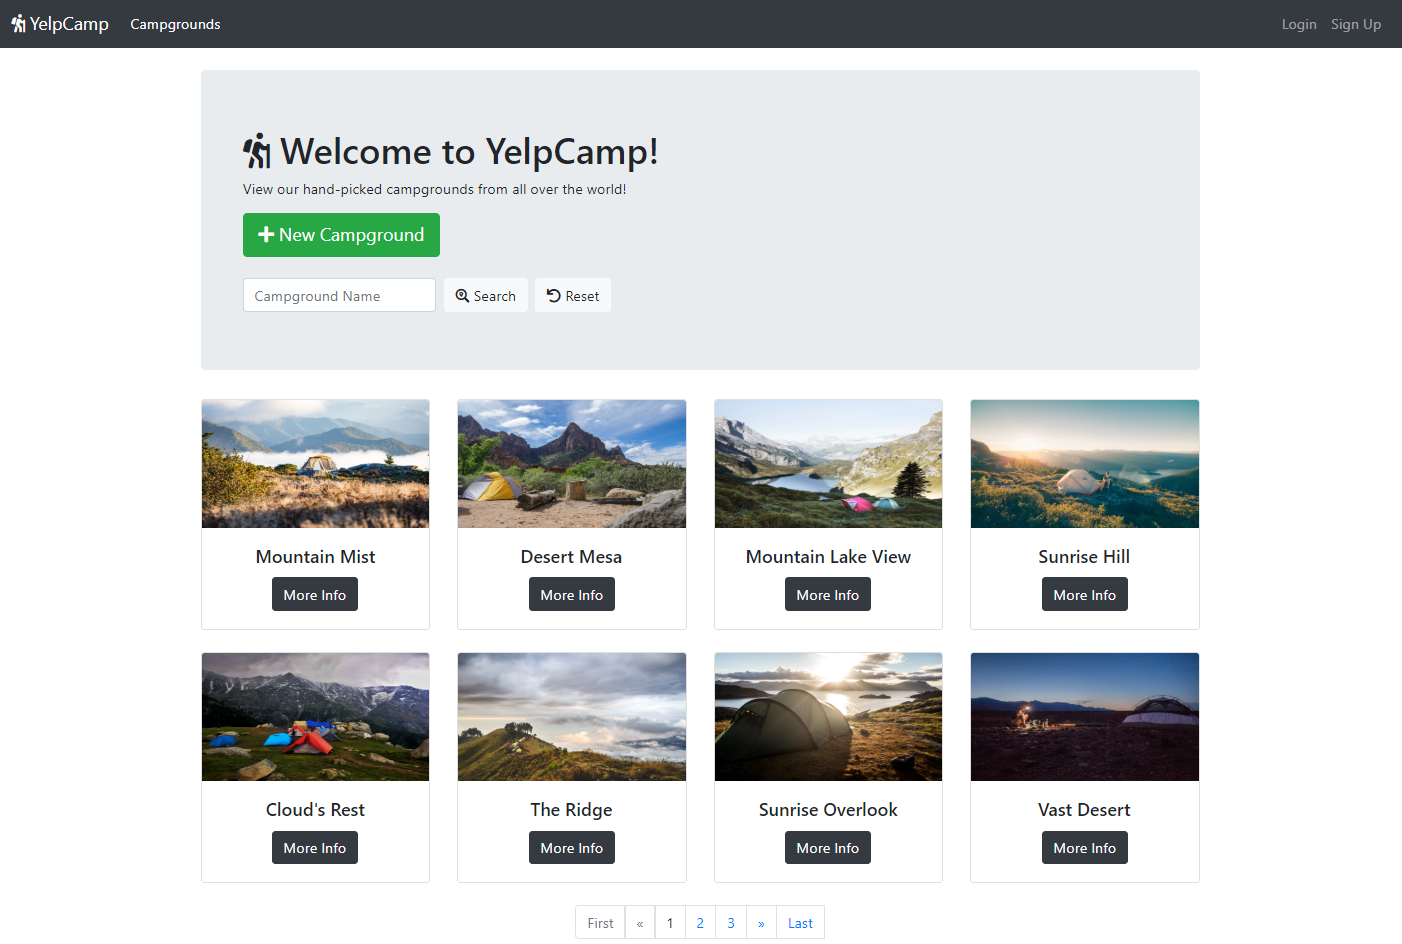 YelpCamp Campgrounds Login Sign Up
Welcome to YelpCamp!
View our hand-picked campgrounds from all over the world!
New Campground
Campground Name Search Reset
Mountain Mist Desert Mesa Mountain Lake View Sunrise Hill
More Info More Info More Info More Info
Cloud's Rest The Ridge Sunrise Overlook Vast Desert
More Info More Info More Info More Info
First « 1 2 3 » Last